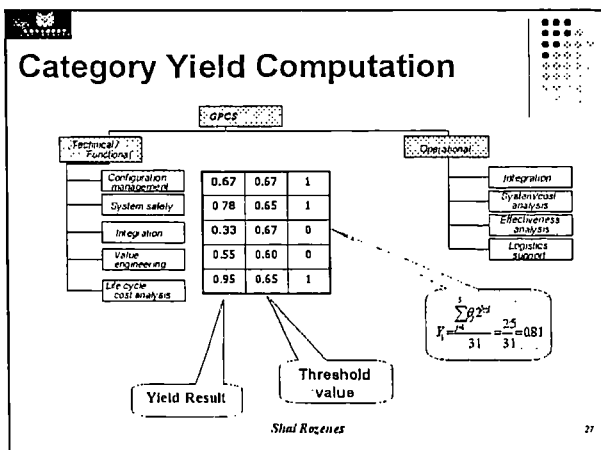 Category Yield Computation
GPCS
Technical/
Functional
Operational
Configuration
management
System safety
Integration
Value
engineering
Life cycle
cost analysis
0.67 0.67 1
0 78 0.65 1
0.33 0.67 0
0.55 0.60 0
0.95 0.65 1
Integration
System/cost
analysis
Effectiveness
analysis
Logistics
support
31 = 25/31 = 0.81
Yield Result
Threshold
value
Shai Rozenes
27